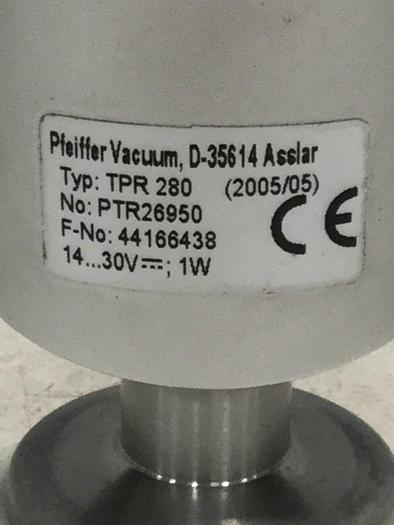 Pfeiffer Vacuum, D-35614 Asslar
Typ: TPR 280 (2005/05)
No: PTR26950
F-No: 44166438
14...30V⎓; 1W
CE